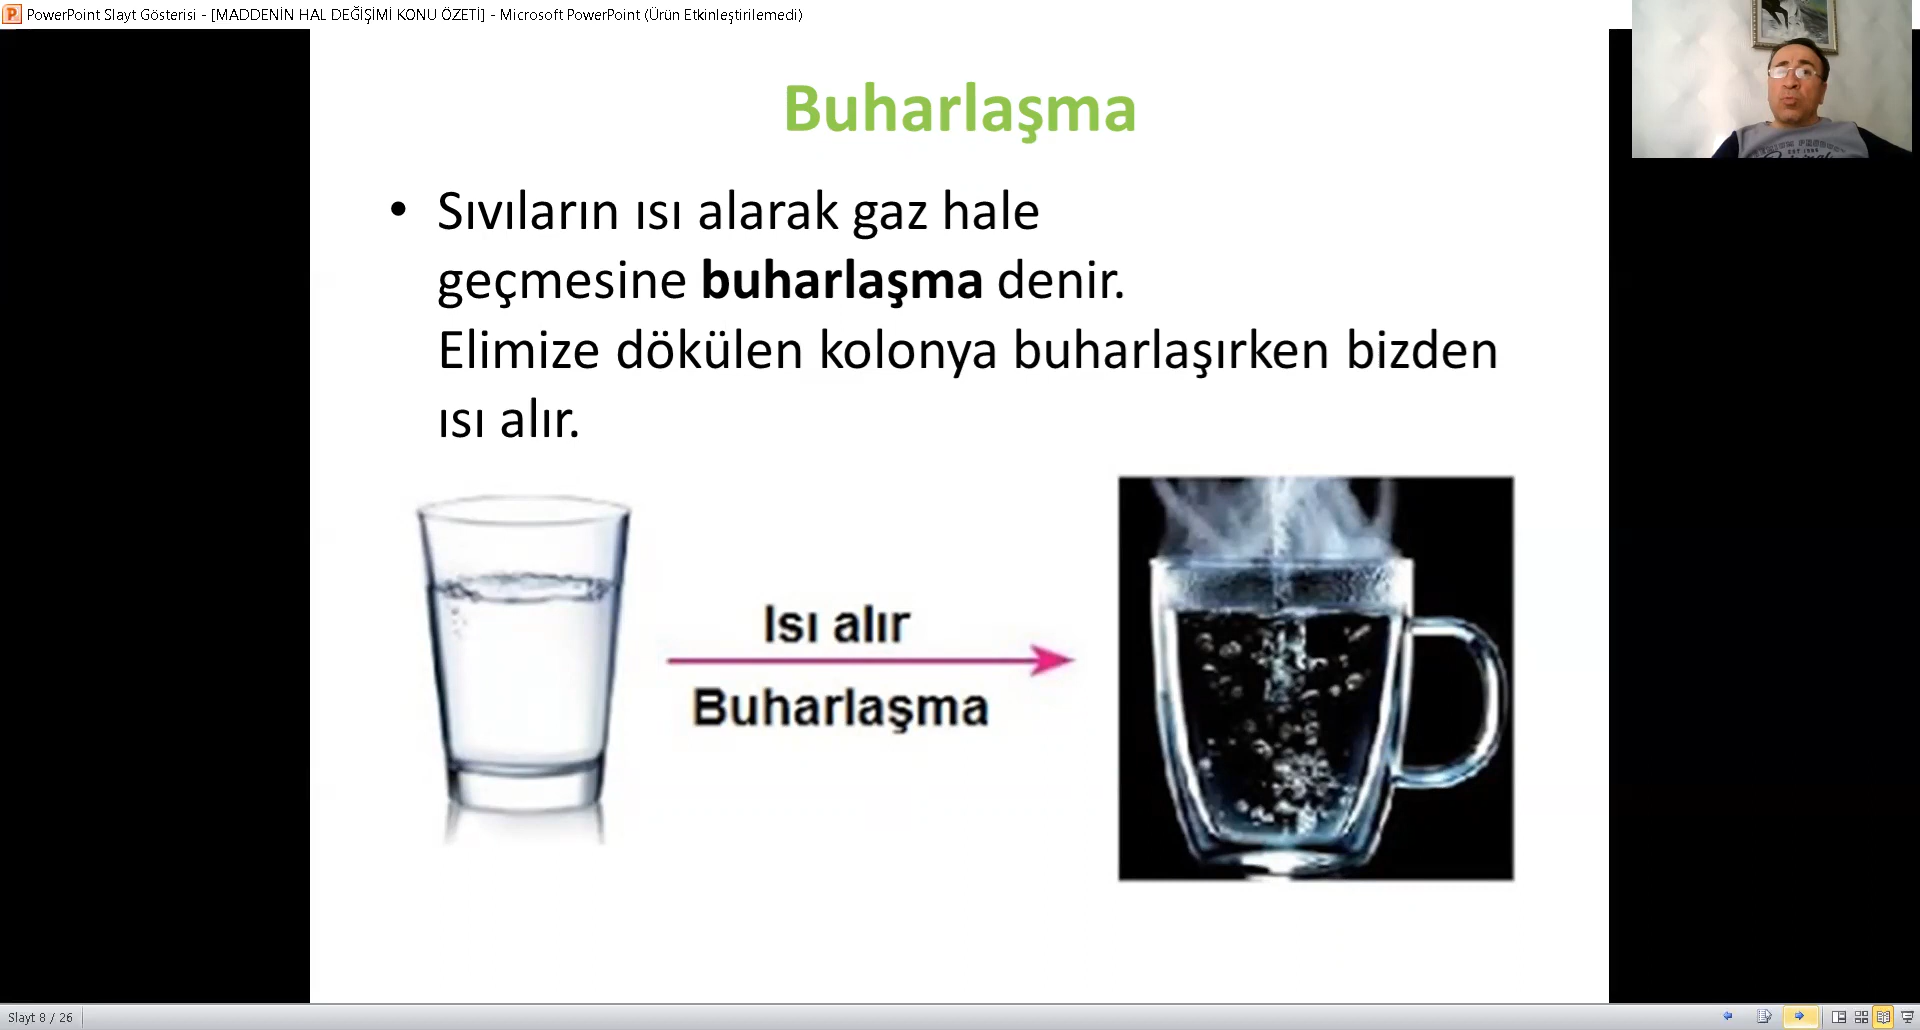 PowerPoint Slayt Gösterisi - [MADDENİN HAL DEĞİŞİMİ KONU ÖZETİ] - Microsoft PowerPoint (Ürün Etkinleştirilemedi)
Buharlaşma
• Sıvıların ısı alarak gaz hale
geçmesine buharlaşma denir.
Elimize dökülen kolonya buharlaşırken bizden
ısı alır.
Isı alır
Buharlaşma
Slayt 8 / 26